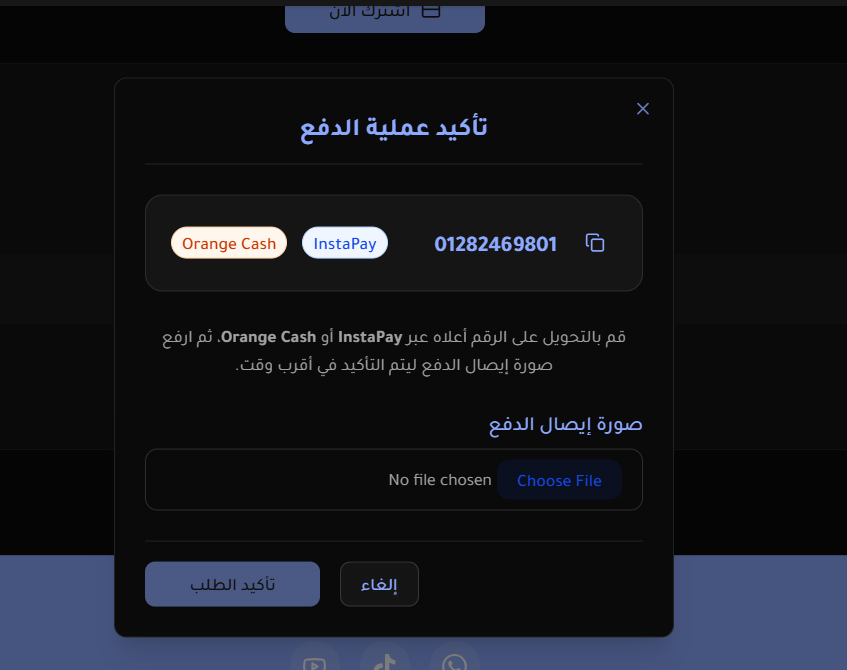 اشترك الآن
تأكيد عملية الدفع
01282469801 InstaPay Orange Cash
قم بالتحويل على الرقم أعلاه عبر InstaPay أو Orange Cash، ثم ارفع
صورة إيصال الدفع ليتم التأكيد في أقرب وقت.
صورة إيصال الدفع
Choose File No file chosen
إلغاء
تأكيد الطلب